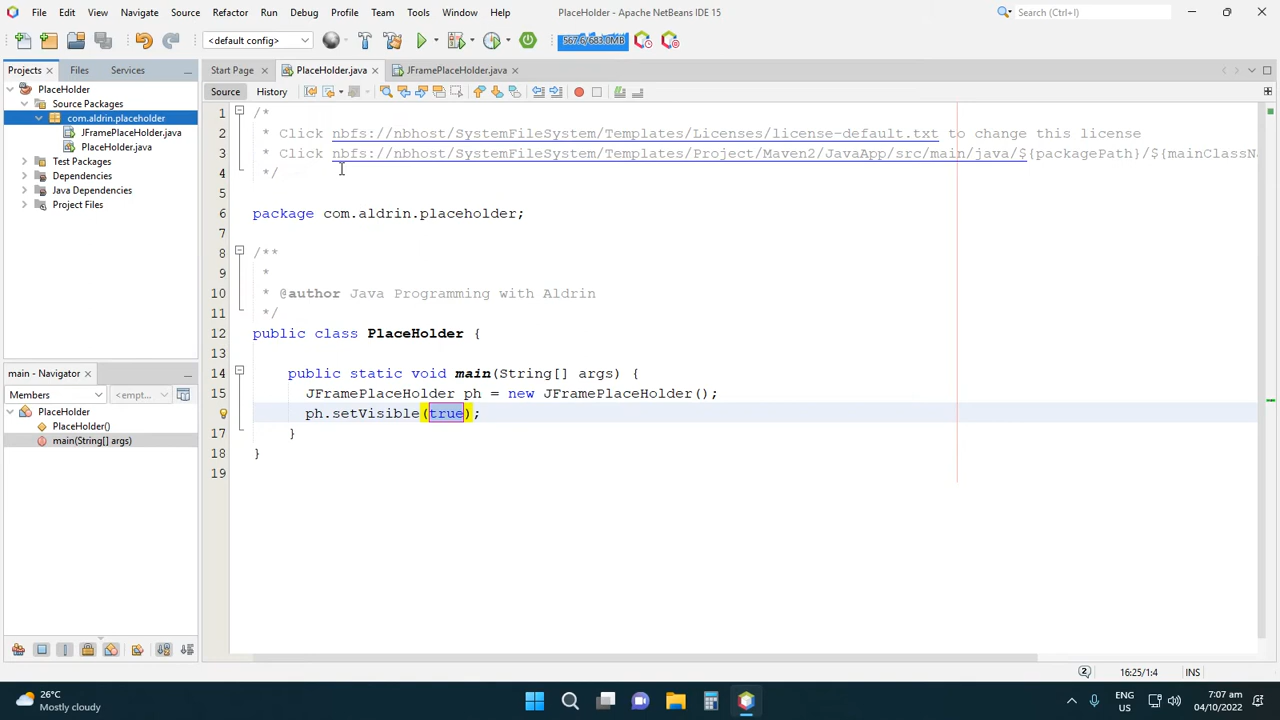 File Edit View Navigate Source Refactor Run Debug Profile Team Tools Window Help
PlaceHolder - Apache NetBeans IDE 15
Search (Ctrl+I)
<default config>
567.6/683.0MB
Projects Files Services
Start Page PlaceHolder.java JFramePlaceHolder.java
Source History
PlaceHolder
Source Packages
com.aldrin.placeholder
JFramePlaceHolder.java
PlaceHolder.java
Test Packages
Dependencies
Java Dependencies
Project Files
main - Navigator
Members <empt...
PlaceHolder
PlaceHolder()
main(String[] args)
1 /*
2 * Click nbfs://nbhost/SystemFileSystem/Templates/Licenses/license-default.txt to change this license
3 * Click nbfs://nbhost/SystemFileSystem/Templates/Project/Maven2/JavaApp/src/main/java/${packagePath}/${mainClassNa
4 */
5
6 package com.aldrin.placeholder;
7
8 /**
9 *
10 * @author Java Programming with Aldrin
11 */
12 public class PlaceHolder {
13
14 public static void main(String[] args) {
15 JFramePlaceHolder ph = new JFramePlaceHolder();
ph.setVisible(true);
17 }
18 }
19
2 16:25/1:4 INS
26°C
Mostly cloudy
ENG
US
7:07 am
04/10/2022